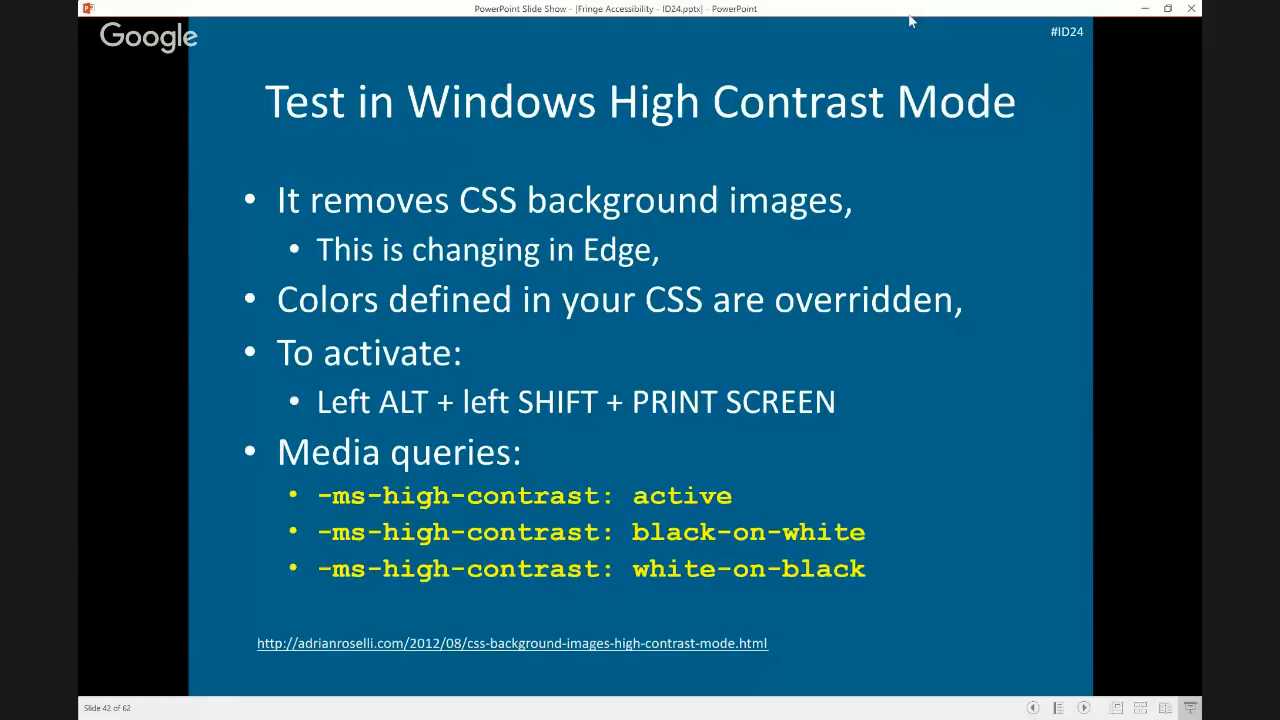 PowerPoint Slide Show - [Fringe Accessibility - ID24.pptx] - PowerPoint
Google
#ID24
Test in Windows High Contrast Mode
• It removes CSS background images,
• This is changing in Edge,
• Colors defined in your CSS are overridden,
• To activate:
• Left ALT + left SHIFT + PRINT SCREEN
• Media queries:
• -ms-high-contrast: active
• -ms-high-contrast: black-on-white
• -ms-high-contrast: white-on-black
http://adrianroselli.com/2012/08/css-background-images-high-contrast-mode.html
Slide 42 of 62